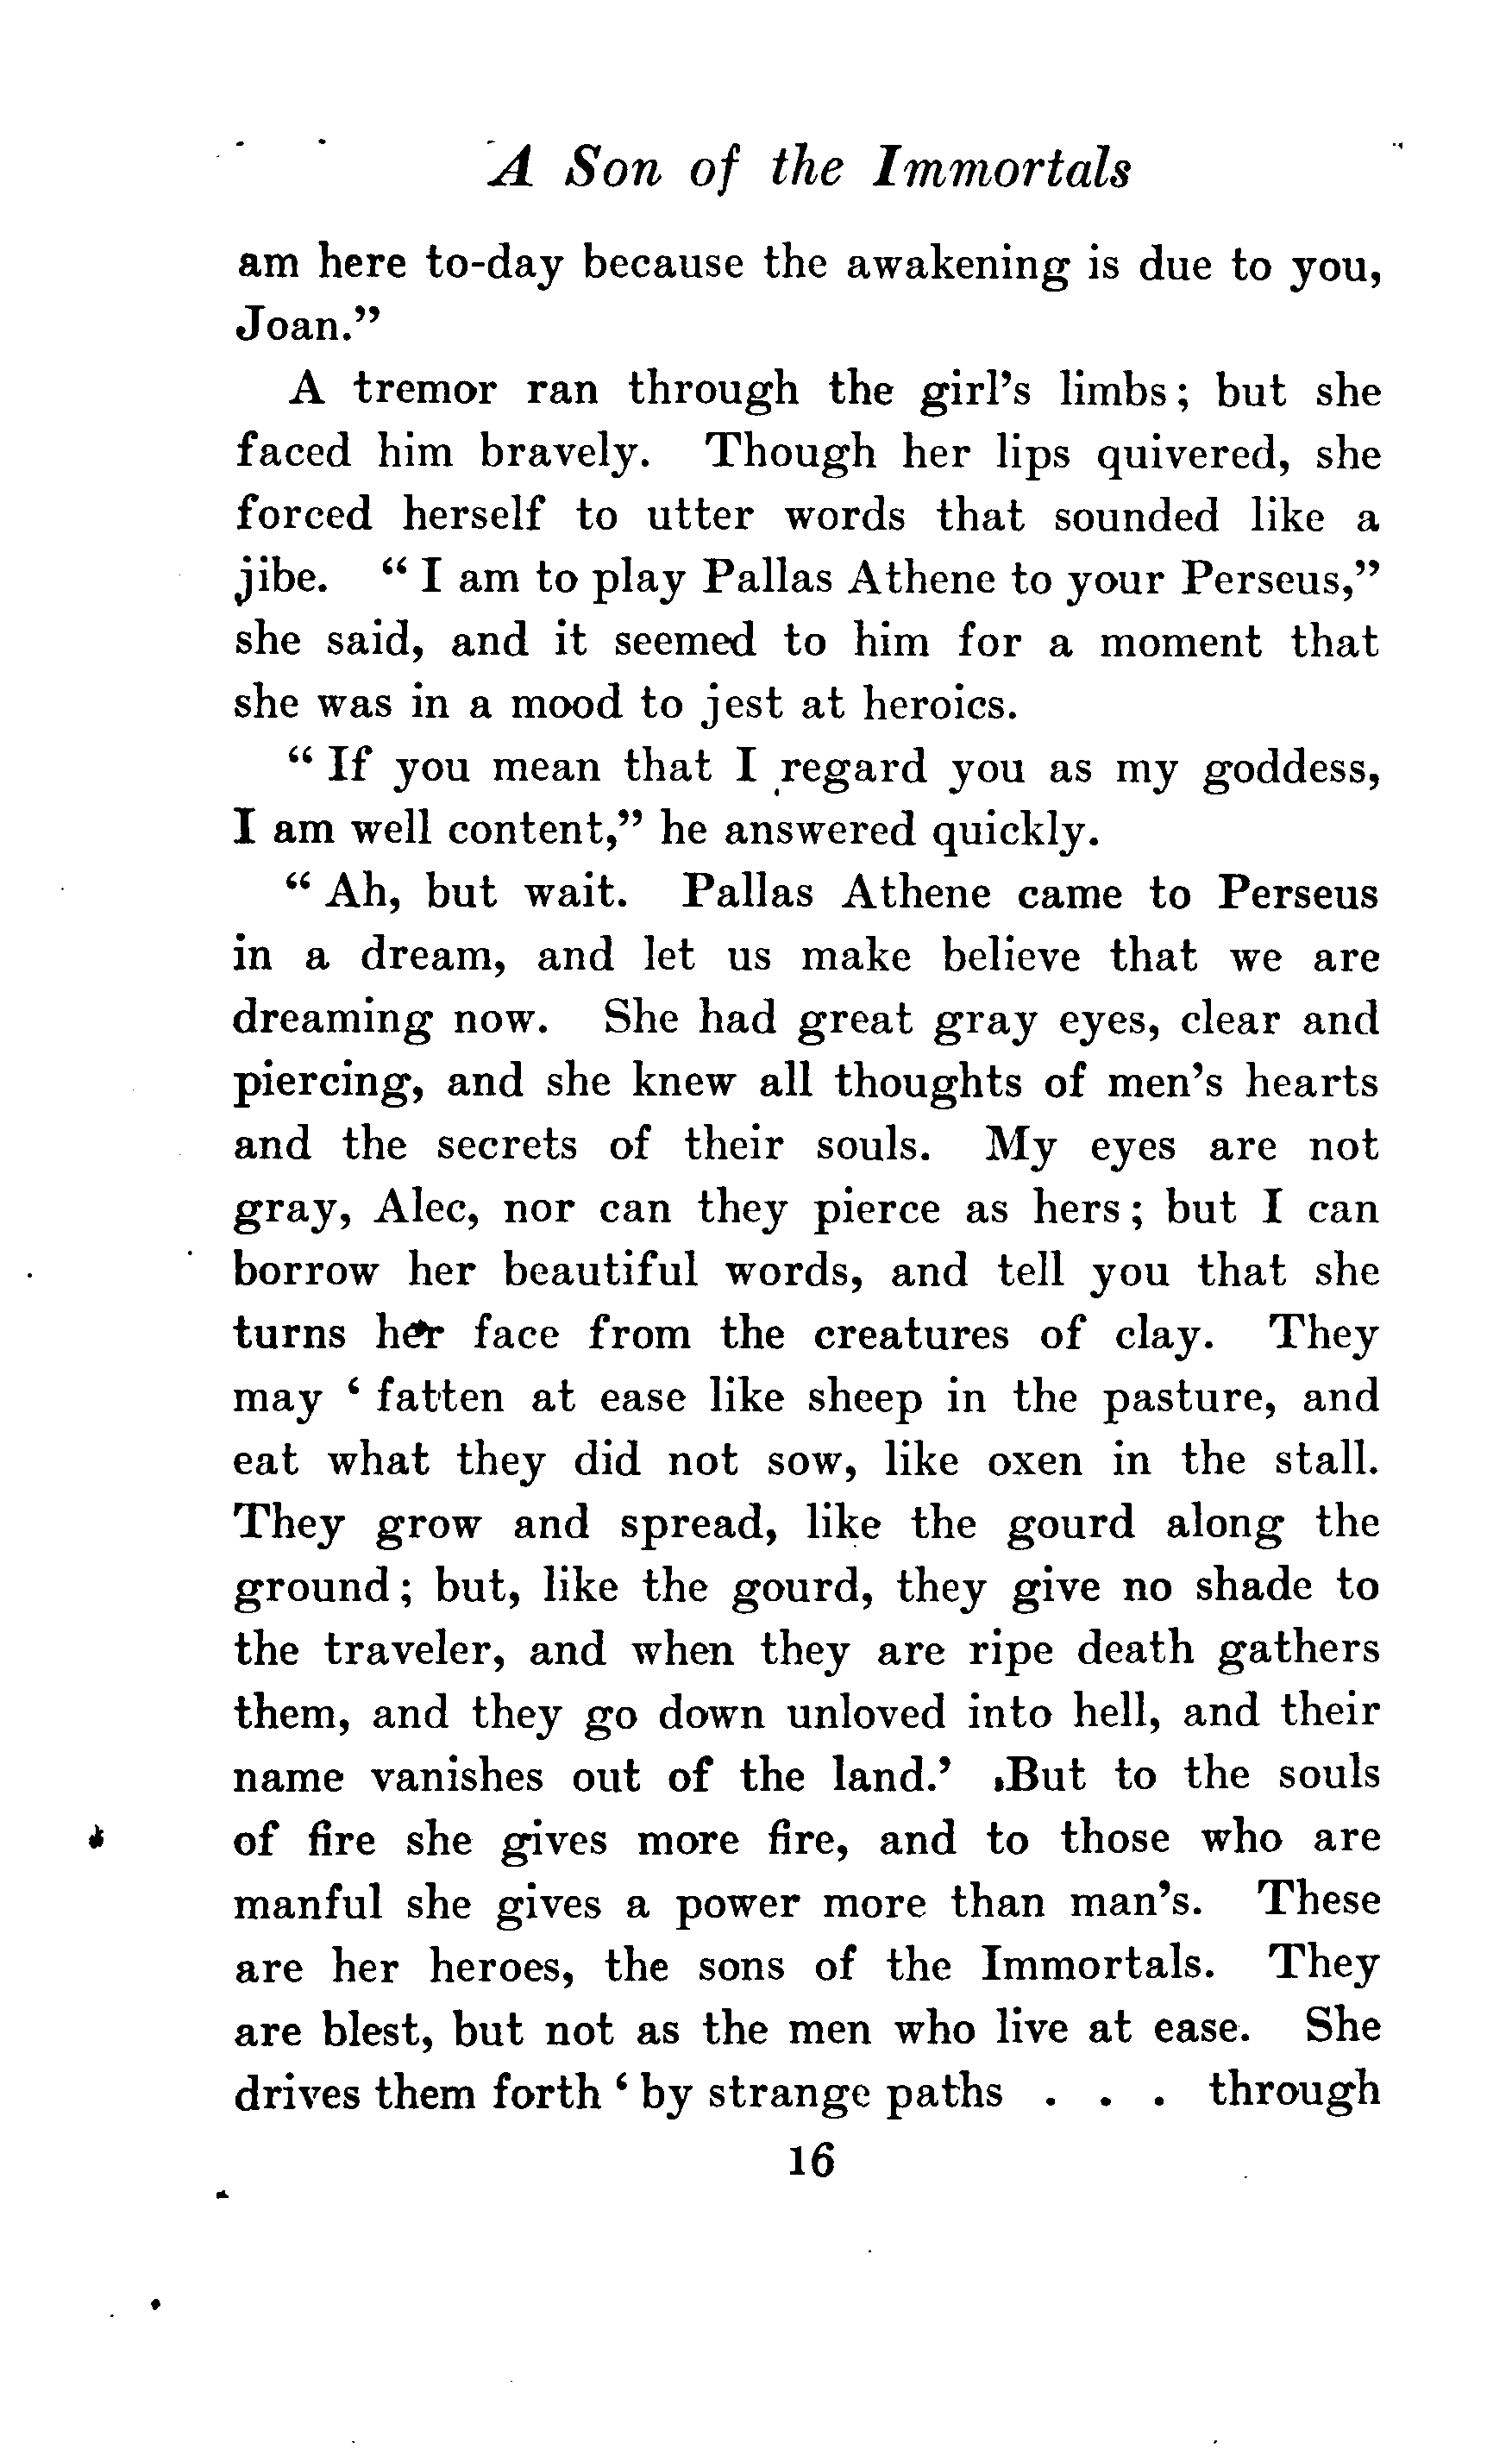 A Son of the Immortals
am here to-day because the awakening is due to you,
Joan.”
A tremor ran through the girl’s limbs; but she
faced him bravely. Though her lips quivered, she
forced herself to utter words that sounded like a
jibe. “ I am to play Pallas Athene to your Perseus,”
she said, and it seemed to him for a moment that
she was in a mood to jest at heroics.
“ If you mean that I regard you as my goddess,
I am well content,” he answered quickly.
“ Ah, but wait. Pallas Athene came to Perseus
in a dream, and let us make believe that we are
dreaming now. She had great gray eyes, clear and
piercing, and she knew all thoughts of men’s hearts
and the secrets of their souls. My eyes are not
gray, Alec, nor can they pierce as hers; but I can
borrow her beautiful words, and tell you that she
turns her face from the creatures of clay. They
may ‘ fatten at ease like sheep in the pasture, and
eat what they did not sow, like oxen in the stall.
They grow and spread, like the gourd along the
ground; but, like the gourd, they give no shade to
the traveler, and when they are ripe death gathers
them, and they go down unloved into hell, and their
name vanishes out of the land.’ But to the souls
of fire she gives more fire, and to those who are
manful she gives a power more than man’s. These
are her heroes, the sons of the Immortals. They
are blest, but not as the men who live at ease. She
drives them forth ‘ by strange paths . . . through
16